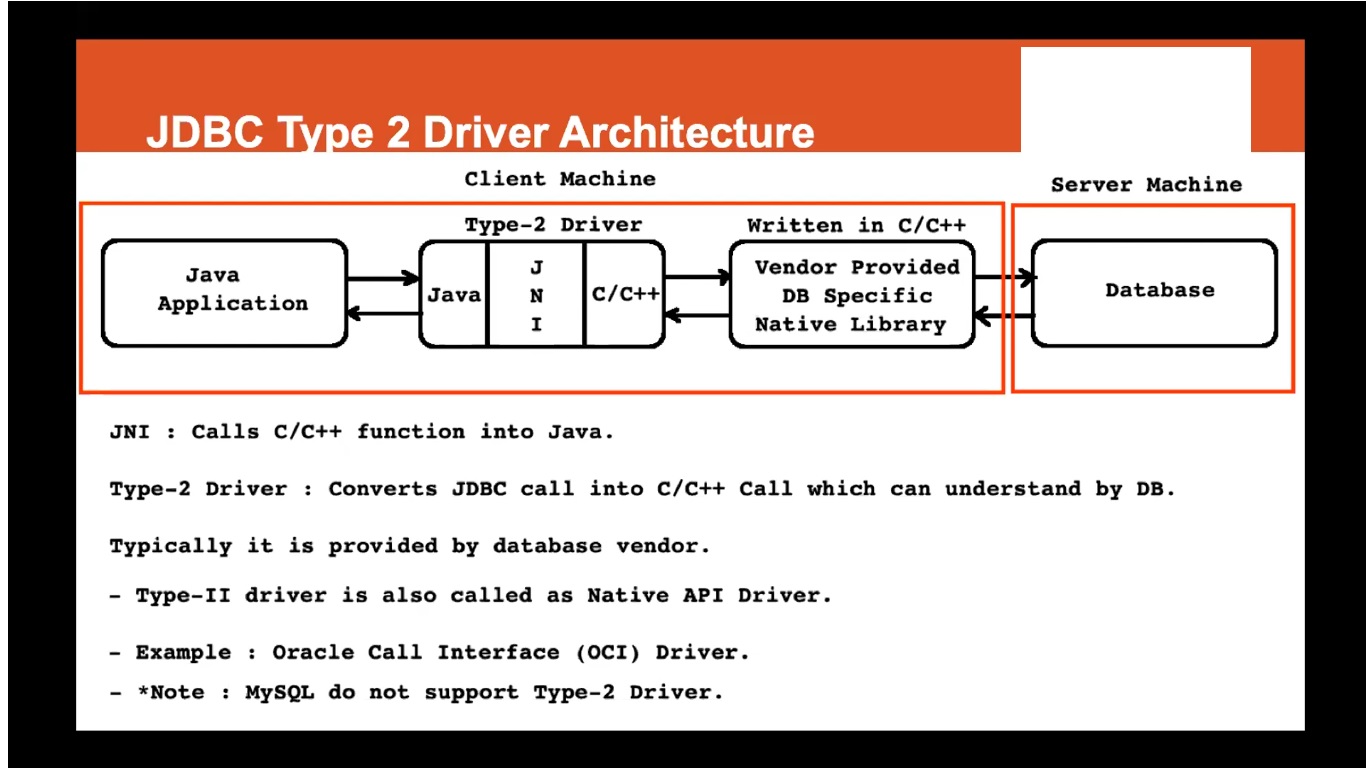 JDBC Type 2 Driver Architecture
Client Machine
Server Machine
Type-2 Driver
Written in C/C++
Java
Application
Java
J
N
I
C/C++
Vendor Provided
DB Specific
Native Library
Database
JNI : Calls C/C++ function into Java.
Type-2 Driver : Converts JDBC call into C/C++ Call which can understand by DB.
Typically it is provided by database vendor.
- Type-II driver is also called as Native API Driver.
- Example : Oracle Call Interface (OCI) Driver.
- *Note : MySQL do not support Type-2 Driver.